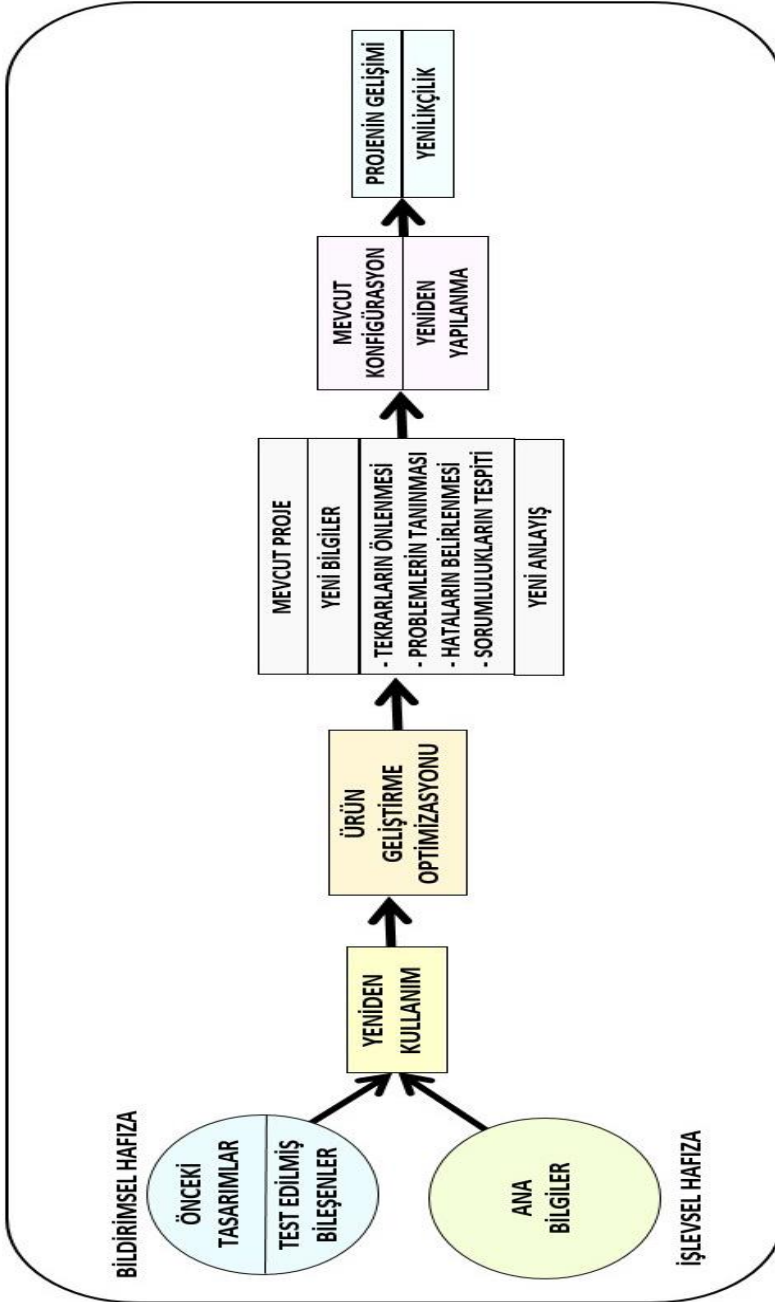 BİLDİRİMSEL HAFIZA
ÖNCEKİ
TASARIMLAR
TEST EDİLMİŞ
BİLEŞENLER
ANA
BİLGİLER
İŞLEVSEL HAFIZA
YENİDEN
KULLANIM
ÜRÜN
GELİŞTİRME
OPTİMİZASYONU
MEVCUT PROJE
YENİ BİLGİLER
- TEKRARLARIN ÖNLENMESİ
- PROBLEMLERİN TANINMASI
- HATALARIN BELİRLENMESİ
- SORUMLULUKLARIN TESPİTİ
YENİ ANLAYIŞ
MEVCUT
KONFİGÜRASYON
YENİDEN
YAPILANMA
PROJENİN GELİŞİMİ
YENİLİKÇİLİK